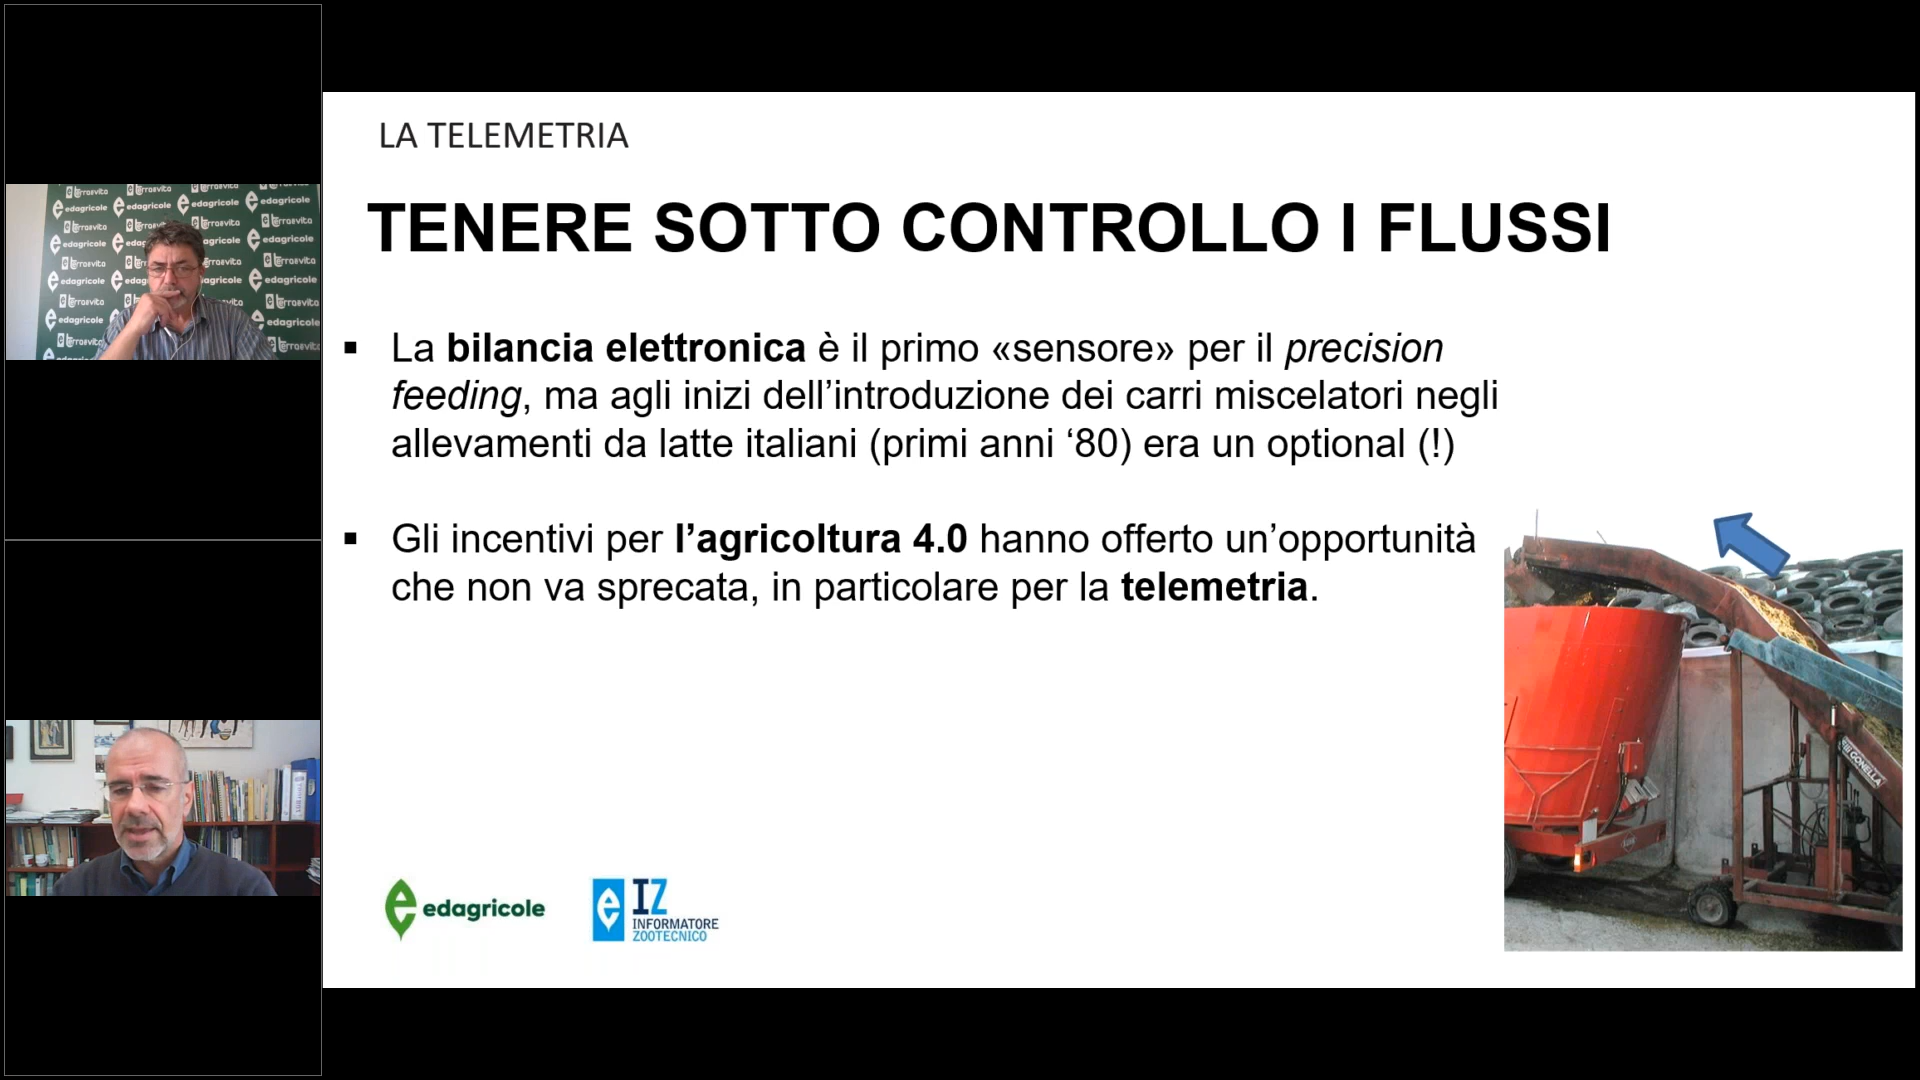 LA TELEMETRIA
TENERE SOTTO CONTROLLO I FLUSSI
▪ La bilancia elettronica è il primo «sensore» per il precision
feeding, ma agli inizi dell’introduzione dei carri miscelatori negli
allevamenti da latte italiani (primi anni ‘80) era un optional (!)
▪ Gli incentivi per l’agricoltura 4.0 hanno offerto un’opportunità
che non va sprecata, in particolare per la telemetria.
edagricole
IZ
INFORMATORE
ZOOTECNICO
GONELLA
terraevita
edagricole